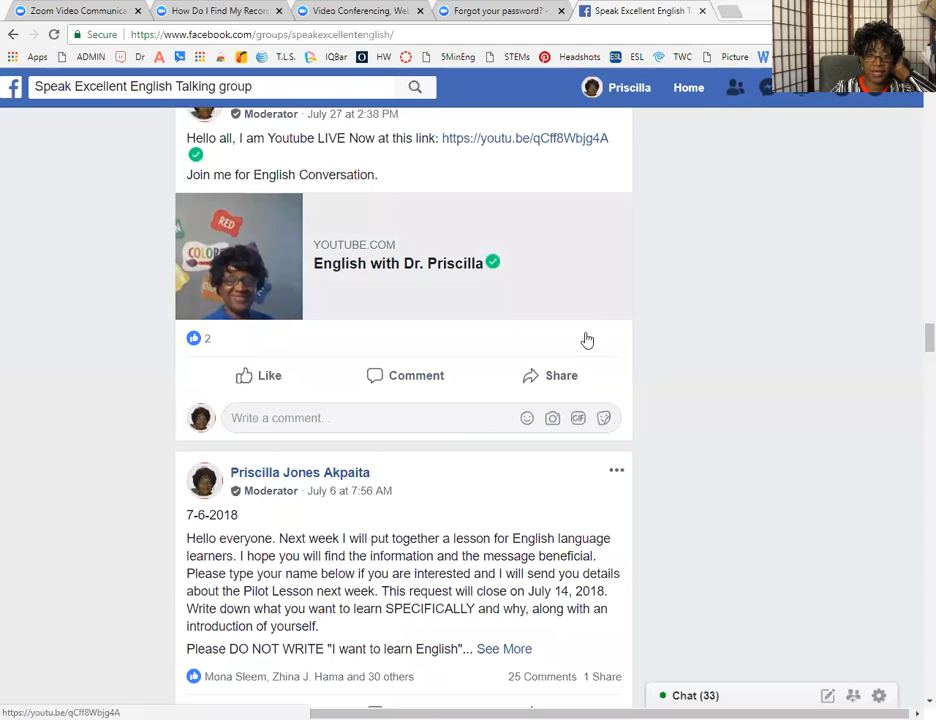 Zoom Video Communica
How Do I Find My Recor
Video Conferencing, We
Forgot your password? -
Speak Excellent English T
Secure
https://www.facebook.com/groups/speakexcellentenglish/
Apps
ADMIN
Dr
T.L.S.
IQBar
HW
5MinEng
STEMs
Headshots
ESL
TWC
Picture
Speak Excellent English Talking group
Priscilla
Home
Moderator · July 27 at 2:38 PM
Hello all, I am Youtube LIVE Now at this link: https://youtu.be/qCff8Wbjg4A
Join me for English Conversation.
RED
YOUTUBE.COM
English with Dr. Priscilla
2
Like
Comment
Share
Write a comment...
GIF
Priscilla Jones Akpaita
Moderator · July 6 at 7:56 AM
7-6-2018
Hello everyone. Next week I will put together a lesson for English language
learners. I hope you will find the information and the message beneficial.
Please type your name below if you are interested and I will send you details
about the Pilot Lesson next week. This request will close on July 14, 2018.
Write down what you want to learn SPECIFICALLY and why, along with an
introduction of yourself.
Please DO NOT WRITE "I want to learn English"... See More
Mona Sleem, Zhina J. Hama and 30 others
25 Comments 1 Share
Chat (33)
https://youtu.be/qCff8Wbjg4A